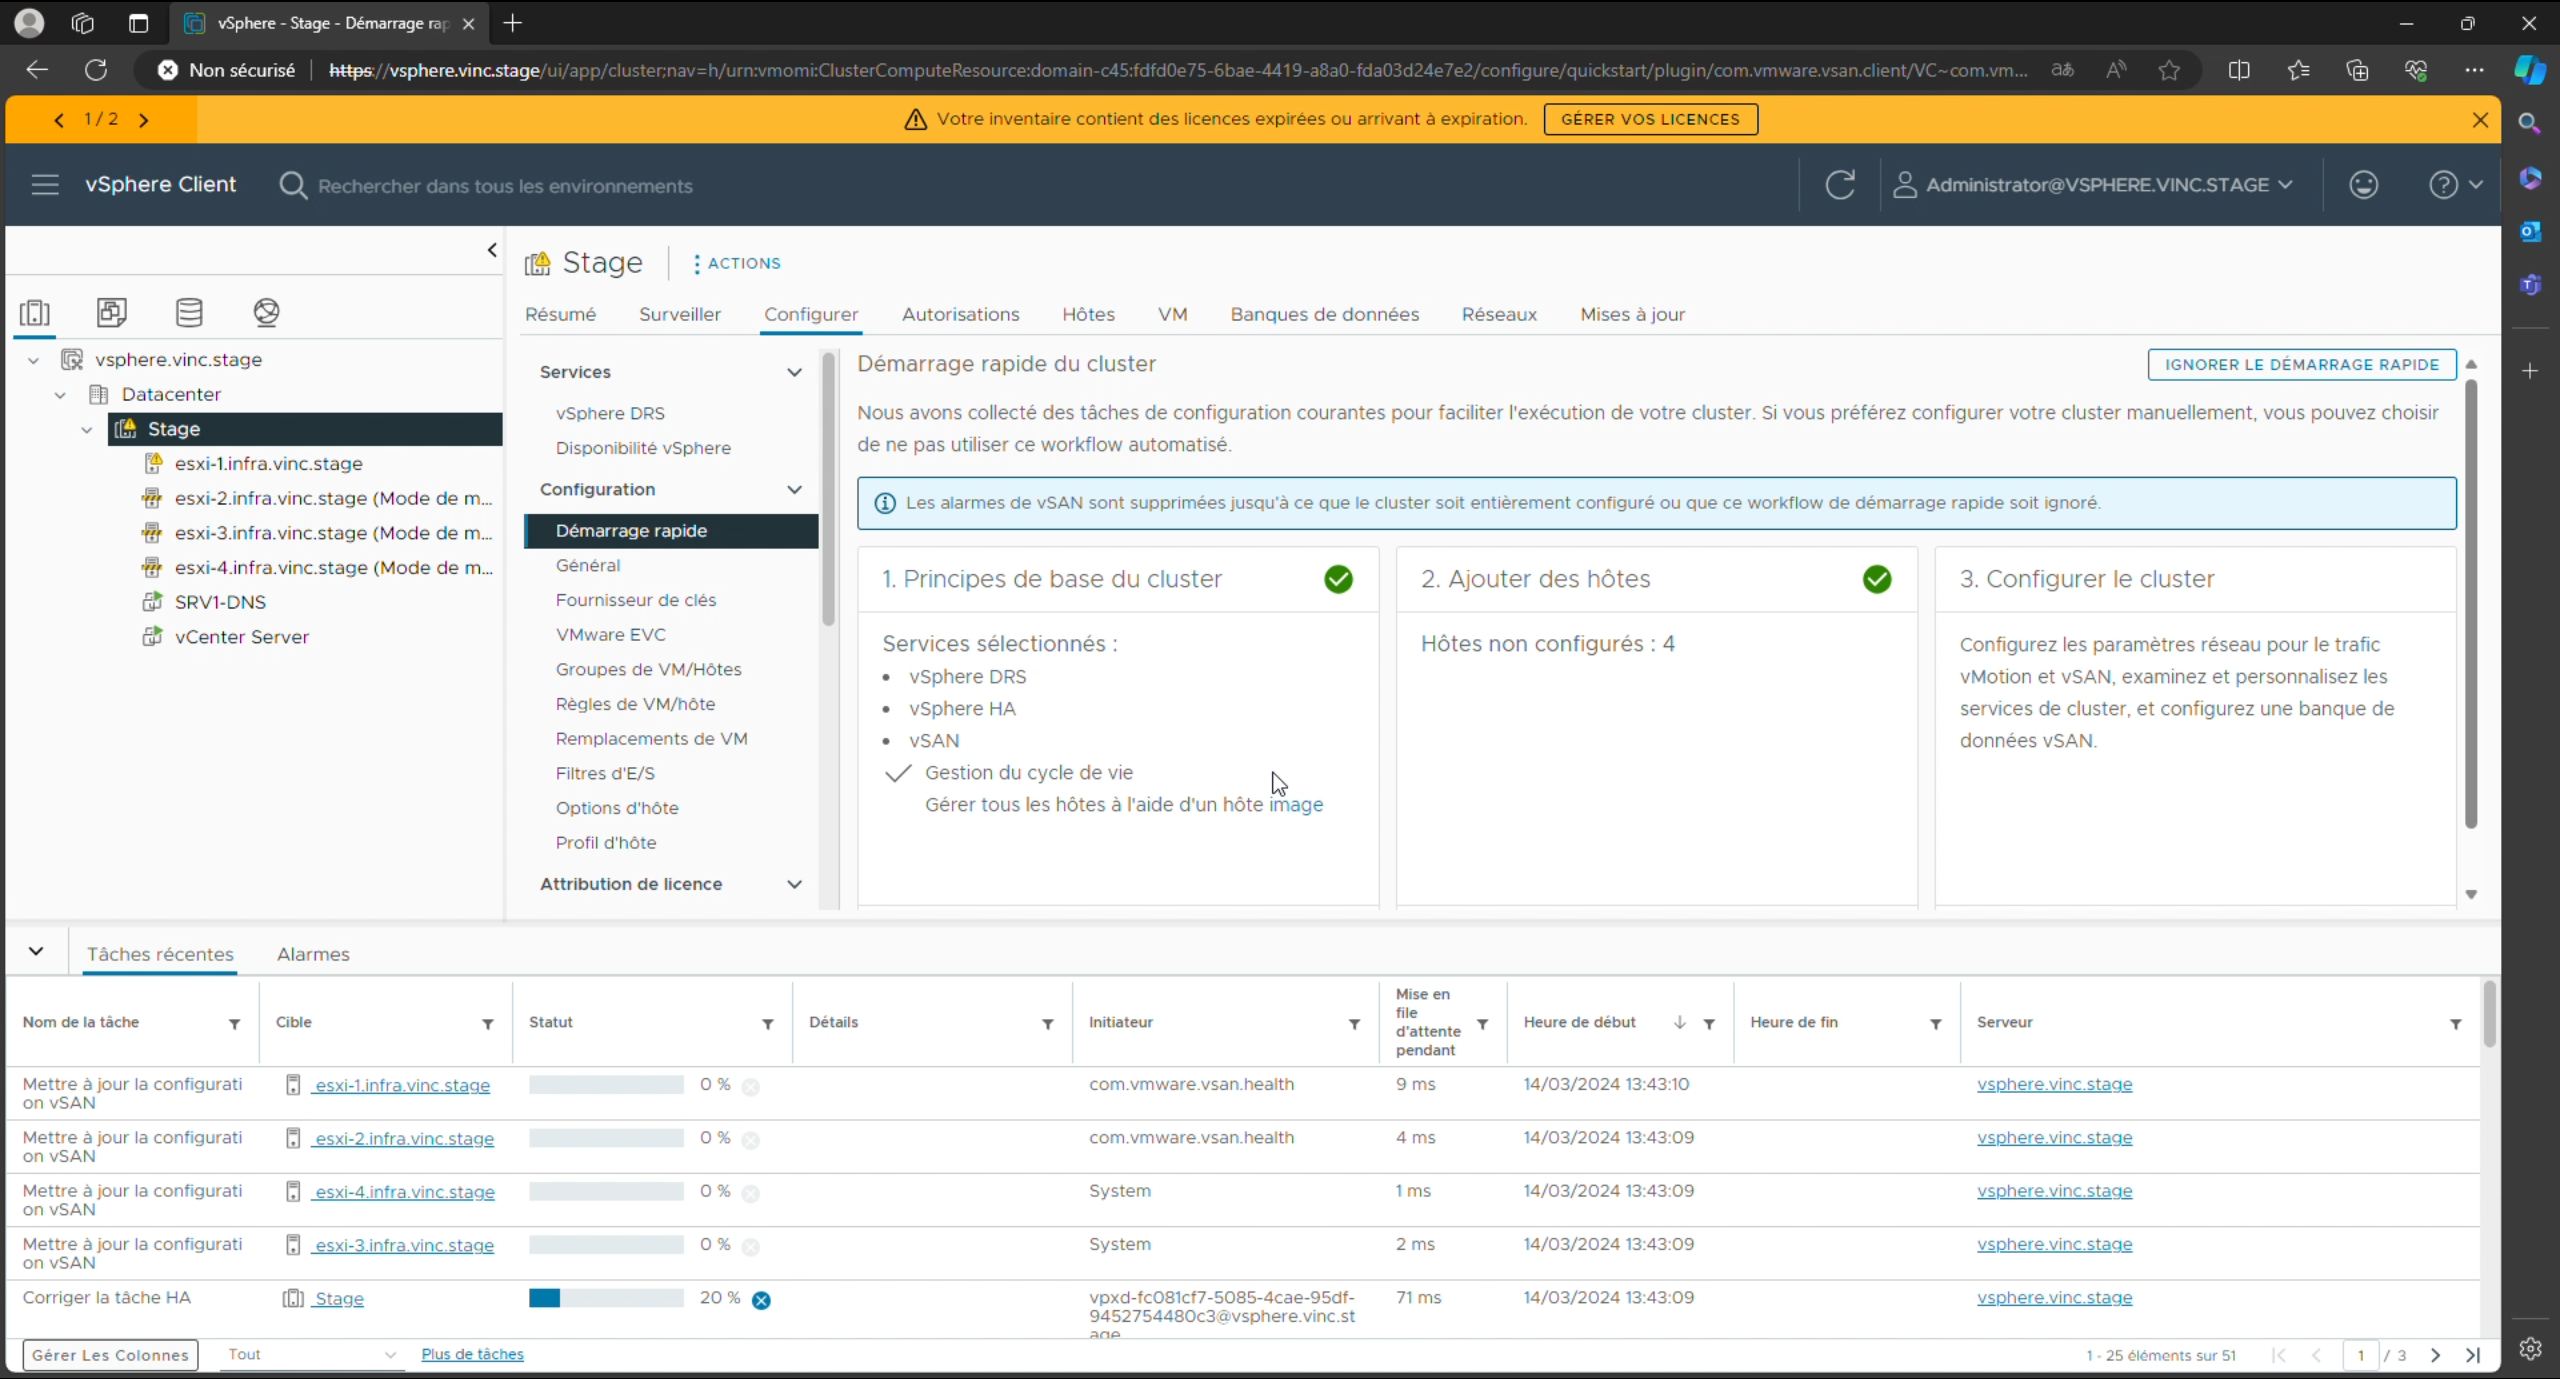 vSphere - Stage - Démarrage rap
Non sécurisé
https://vsphere.vinc.stage/ui/app/cluster;nav=h/urn:vmomi:ClusterComputeResource:domain-c45:fdfd0e75-6bae-4419-a8a0-fda03d24e7e2/configure/quickstart/plugin/com.vmware.vsan.client/VC~com.vm...
1 / 2
Votre inventaire contient des licences expirées ou arrivant à expiration.
GÉRER VOS LICENCES
vSphere Client
Rechercher dans tous les environnements
Administrator@VSPHERE.VINC.STAGE
Stage
ACTIONS
Résumé
Surveiller
Configurer
Autorisations
Hôtes
VM
Banques de données
Réseaux
Mises à jour
vsphere.vinc.stage
Datacenter
Stage
esxi-1.infra.vinc.stage
esxi-2.infra.vinc.stage (Mode de m...
esxi-3.infra.vinc.stage (Mode de m...
esxi-4.infra.vinc.stage (Mode de m...
SRV1-DNS
vCenter Server
Services
vSphere DRS
Disponibilité vSphere
Configuration
Démarrage rapide
Général
Fournisseur de clés
VMware EVC
Groupes de VM/Hôtes
Règles de VM/hôte
Remplacements de VM
Filtres d'E/S
Options d'hôte
Profil d'hôte
Attribution de licence
Démarrage rapide du cluster
IGNORER LE DÉMARRAGE RAPIDE
Nous avons collecté des tâches de configuration courantes pour faciliter l'exécution de votre cluster. Si vous préférez configurer votre cluster manuellement, vous pouvez choisir
de ne pas utiliser ce workflow automatisé.
Les alarmes de vSAN sont supprimées jusqu'à ce que le cluster soit entièrement configuré ou que ce workflow de démarrage rapide soit ignoré.
1. Principes de base du cluster
Services sélectionnés :
• vSphere DRS
• vSphere HA
• vSAN
Gestion du cycle de vie
Gérer tous les hôtes à l'aide d'un hôte image
2. Ajouter des hôtes
Hôtes non configurés : 4
3. Configurer le cluster
Configurez les paramètres réseau pour le trafic
vMotion et vSAN, examinez et personnalisez les
services de cluster, et configurez une banque de
données vSAN.
Tâches récentes
Alarmes
Nom de la tâche
Cible
Statut
Détails
Initiateur
Mise en
file
d'attente
pendant
Heure de début
Heure de fin
Serveur
Mettre à jour la configurati
on vSAN
esxi-1.infra.vinc.stage
0 %
com.vmware.vsan.health
9 ms
14/03/2024 13:43:10
vsphere.vinc.stage
Mettre à jour la configurati
on vSAN
esxi-2.infra.vinc.stage
0 %
com.vmware.vsan.health
4 ms
14/03/2024 13:43:09
vsphere.vinc.stage
Mettre à jour la configurati
on vSAN
esxi-4.infra.vinc.stage
0 %
System
1 ms
14/03/2024 13:43:09
vsphere.vinc.stage
Mettre à jour la configurati
on vSAN
esxi-3.infra.vinc.stage
0 %
System
2 ms
14/03/2024 13:43:09
vsphere.vinc.stage
Corriger la tâche HA
Stage
20 %
vpxd-fc081cf7-5085-4cae-95df-
9452754480c3@vsphere.vinc.st
age
71 ms
14/03/2024 13:43:09
vsphere.vinc.stage
Gérer Les Colonnes
Tout
Plus de tâches
1 - 25 éléments sur 51
1 / 3